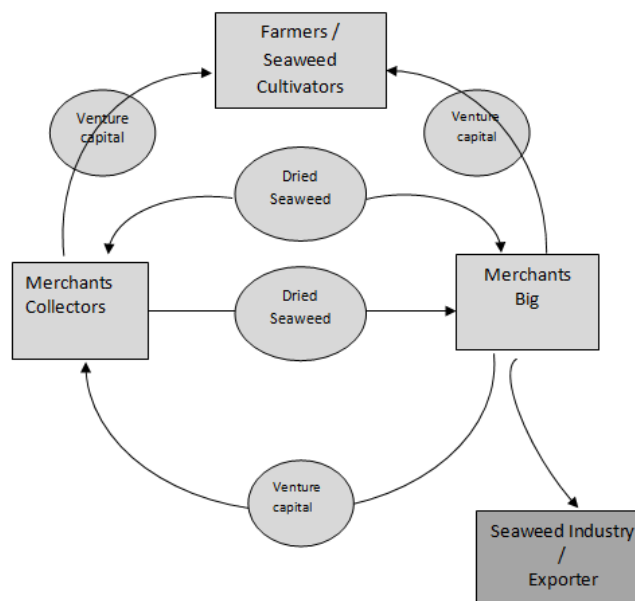 Farmers /
Seaweed
Cultivators
Venture
capital
Venture
capital
Dried
Seaweed
Merchants
Collectors
Dried
Seaweed
Merchants
Big
Venture
capital
Seaweed Industry
/
Exporter